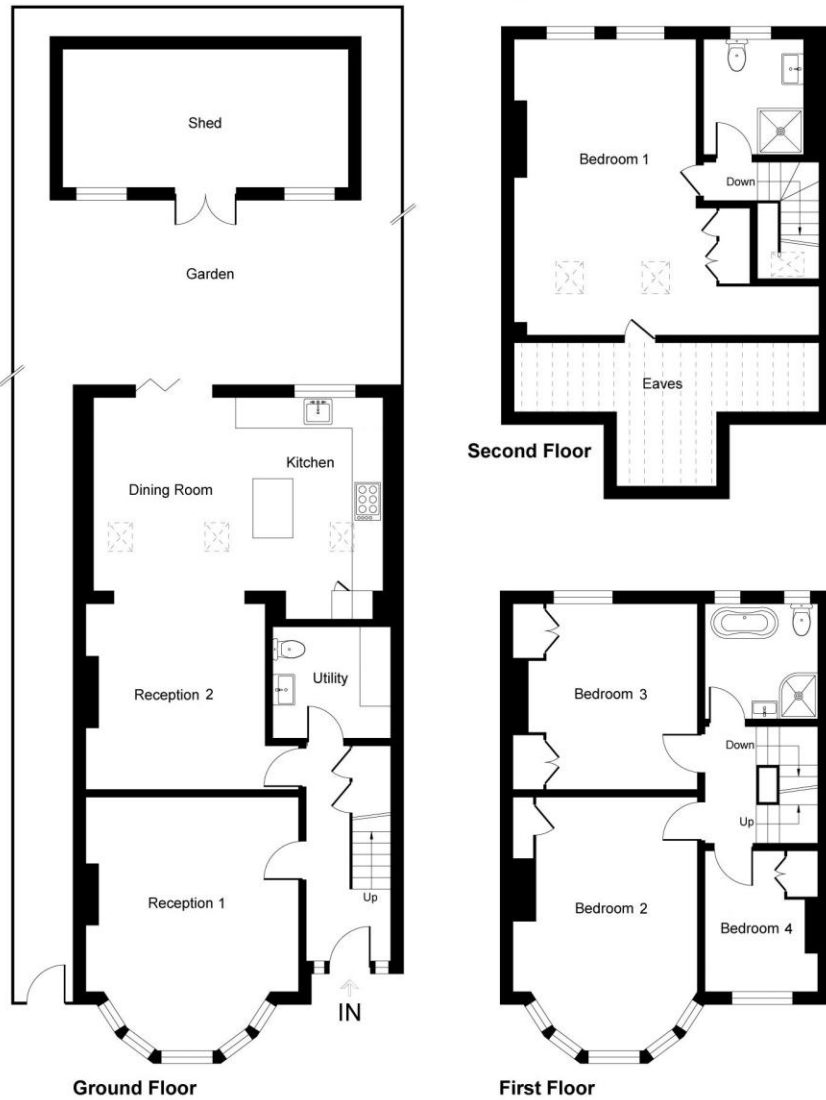 Shed
Garden
Dining Room
Kitchen
Reception 2
Utility
Reception 1
Up
IN
Ground Floor
Bedroom 1
Down
Eaves
Second Floor
Bedroom 3
Down
Up
Bedroom 2
Bedroom 4
First Floor